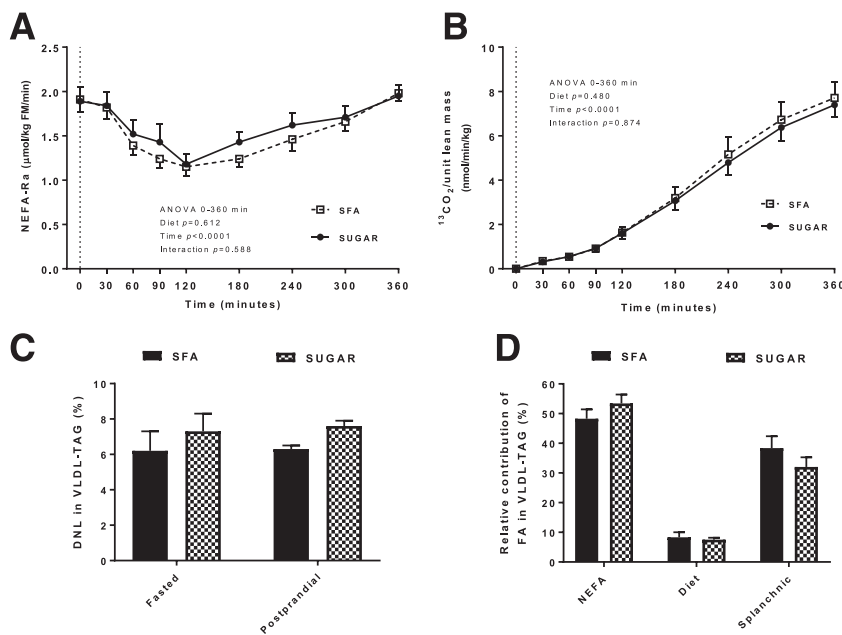 A
2.5
2.0
1.5
1.0
0.5
0.0
NEFA-Ra (µmol/kg FM/min)
ANOVA 0-360 min
Diet p=0.612
Time p<0.0001
Interaction p=0.588
SFA
SUGAR
0 30 60 90 120 180 240 300 360
Time (minutes)
B
10
8
6
4
2
0
¹³CO₂/unit lean mass
(nmol/min/kg)
ANOVA 0-360 min
Diet p=0.480
Time p<0.0001
Interaction p=0.874
SFA
SUGAR
0 30 60 90 120 180 240 300 360
Time (minutes)
C
SFA SUGAR
10
8
6
4
2
0
DNL in VLDL-TAG (%)
Fasted
Postprandial
D
SFA SUGAR
60
50
40
30
20
10
0
Relative contribution of
FA in VLDL-TAG (%)
NEFA
Diet
Splanchnic